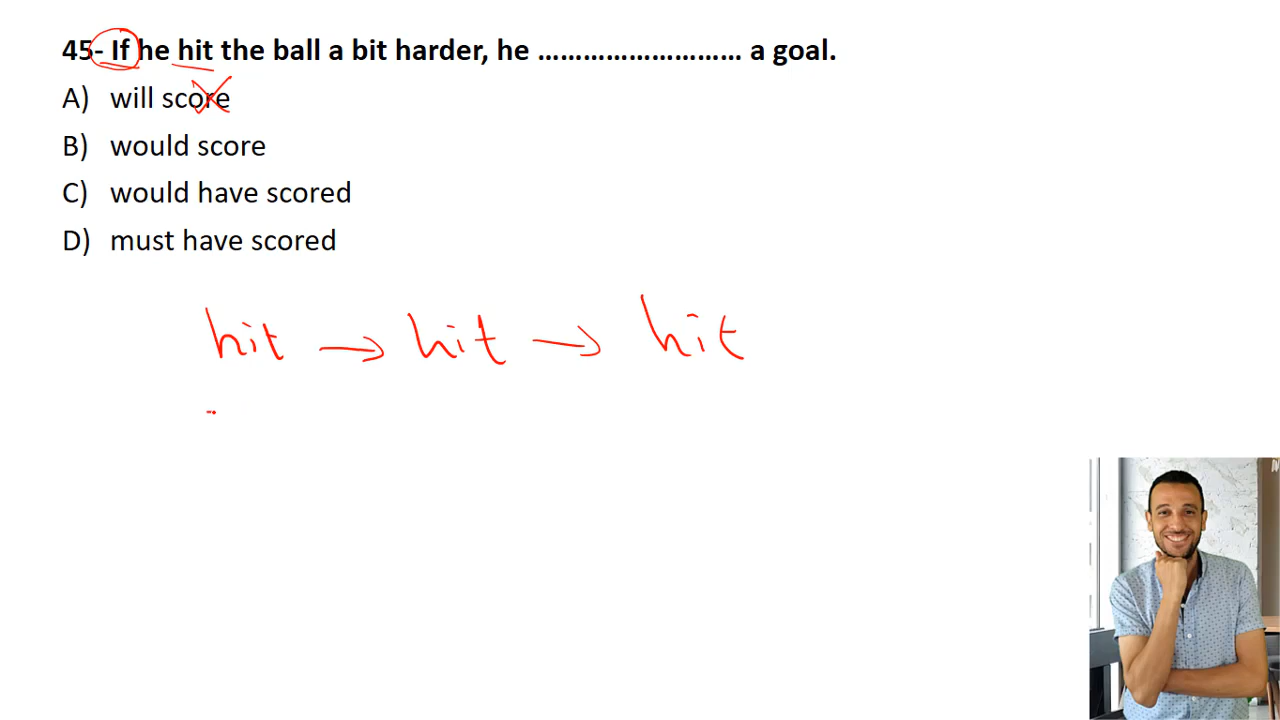 45- If he hit the ball a bit harder, he ……………………… a goal.
A) will score
B) would score
C) would have scored
D) must have scored
hit → hit → hit